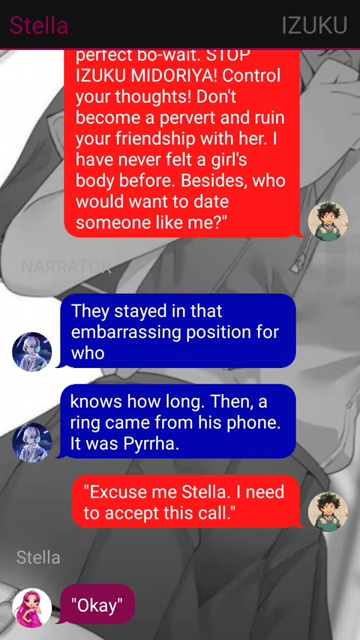 Stella
IZUKU
perfect bo-wait. STOP
IZUKU MIDORIYA! Control
your thoughts! Don't
become a pervert and ruin
your friendship with her. I
have never felt a girl's
body before. Besides, who
would want to date
someone like me?"
NARRATOR
They stayed in that
embarrassing position for
who
knows how long. Then, a
ring came from his phone.
It was Pyrrha.
"Excuse me Stella. I need
to accept this call."
Stella
"Okay"